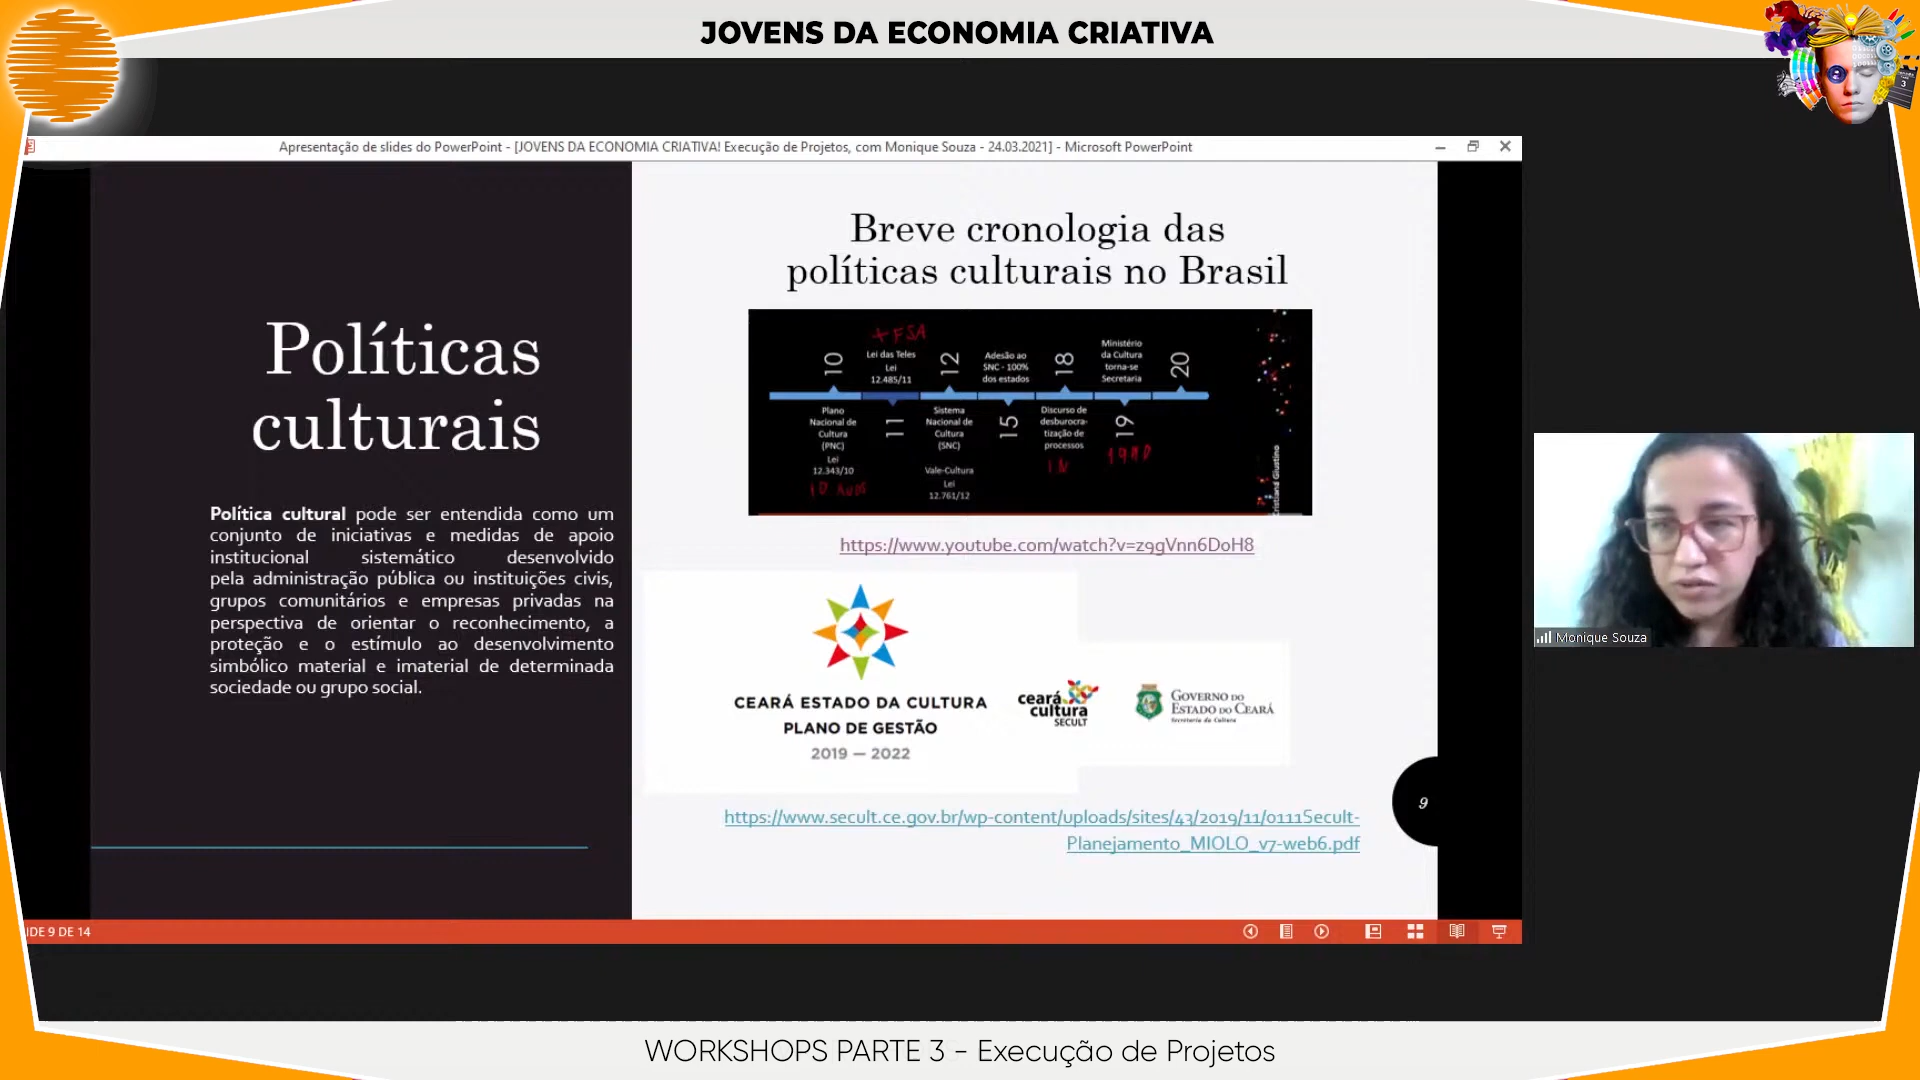 JOVENS DA ECONOMIA CRIATIVA
Apresentação de slides do PowerPoint - [JOVENS DA ECONOMIA CRIATIVA! Execução de Projetos, com Monique Souza - 24.03.2021] - Microsoft PowerPoint
Políticas
culturais
Política cultural pode ser entendida como um
conjunto de iniciativas e medidas de apoio
institucional sistemático desenvolvido
pela administração pública ou instituições civis,
grupos comunitários e empresas privadas na
perspectiva de orientar o reconhecimento, a
proteção e o estímulo ao desenvolvimento
simbólico material e imaterial de determinada
sociedade ou grupo social.
Breve cronologia das
políticas culturais no Brasil
+ FSA
10
Lei das Teles
Lei
12.485/11
12
Adesão ao
SNC - 100%
dos estados
18
Ministério
da Cultura
torna-se
Secretaria
20
Plano
Nacional de
Cultura
(PNC)
Lei
12.343/10
11
Sistema
Nacional de
Cultura
(SNC)
Vale-Cultura
Lei
12.761/12
15
Discurso de
desburocra-
tização de
processos
IN
19
Cristiane Giustino
https://www.youtube.com/watch?v=z9gVnn6DoH8
CEARÁ ESTADO DA CULTURA
PLANO DE GESTÃO
2019 — 2022
ceará
cultura
SECULT
GOVERNO DO
ESTADO DO CEARÁ
Secretaria da Cultura
https://www.secult.ce.gov.br/wp-content/uploads/sites/43/2019/11/0111Secult-
Planejamento_MIOLO_v7-web6.pdf
9
IDE 9 DE 14
Monique Souza
WORKSHOPS PARTE 3 - Execução de Projetos